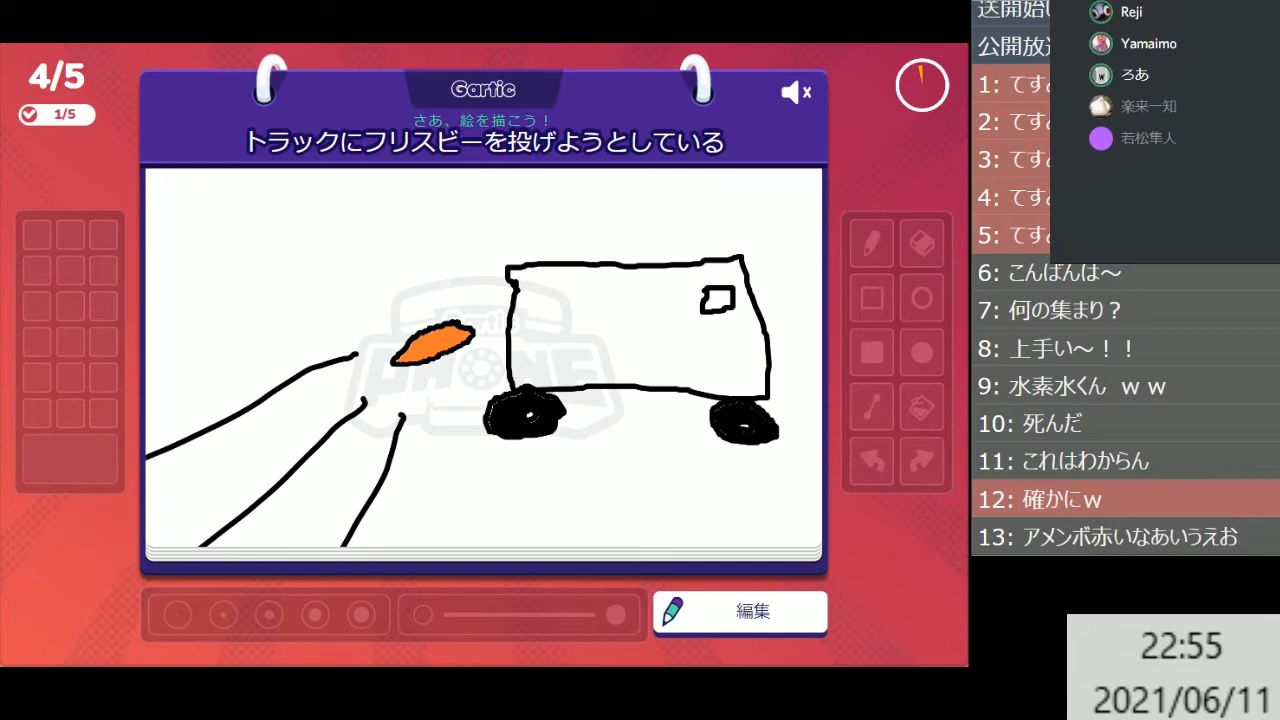 4/5
1/5
Gartic
さあ、絵を描こう！
トラックにフリスビーを投げようとしている
Gartic
PHONE
編集
送開始
公開放送
1: てす
2: てす
3: てす
4: てす
5: てす
6: こんばんは～
7: 何の集まり？
8: 上手い～！！
9: 水素水くん ｗｗ
10: 死んだ
11: これはわからん
12: 確かにｗ
13: アメンボ赤いなあいうえお
Reji
Yamaimo
ろあ
楽来一知
若松隼人
22:55
2021/06/11